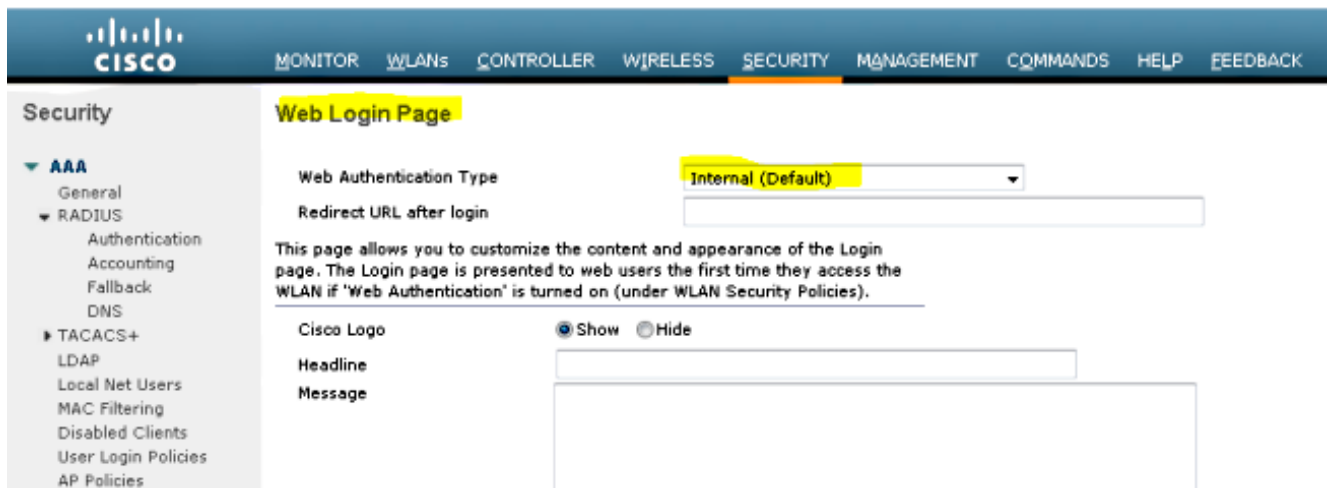 CISCO
MONITOR WLANs CONTROLLER WIRELESS SECURITY MANAGEMENT COMMANDS HELP FEEDBACK
Security
AAA
General
RADIUS
Authentication
Accounting
Fallback
DNS
TACACS+
LDAP
Local Net Users
MAC Filtering
Disabled Clients
User Login Policies
AP Policies
Web Login Page
Web Authentication Type Internal (Default)
Redirect URL after login
This page allows you to customize the content and appearance of the Login
page. The Login page is presented to web users the first time they access the
WLAN if 'Web Authentication' is turned on (under WLAN Security Policies).
Cisco Logo Show Hide
Headline
Message